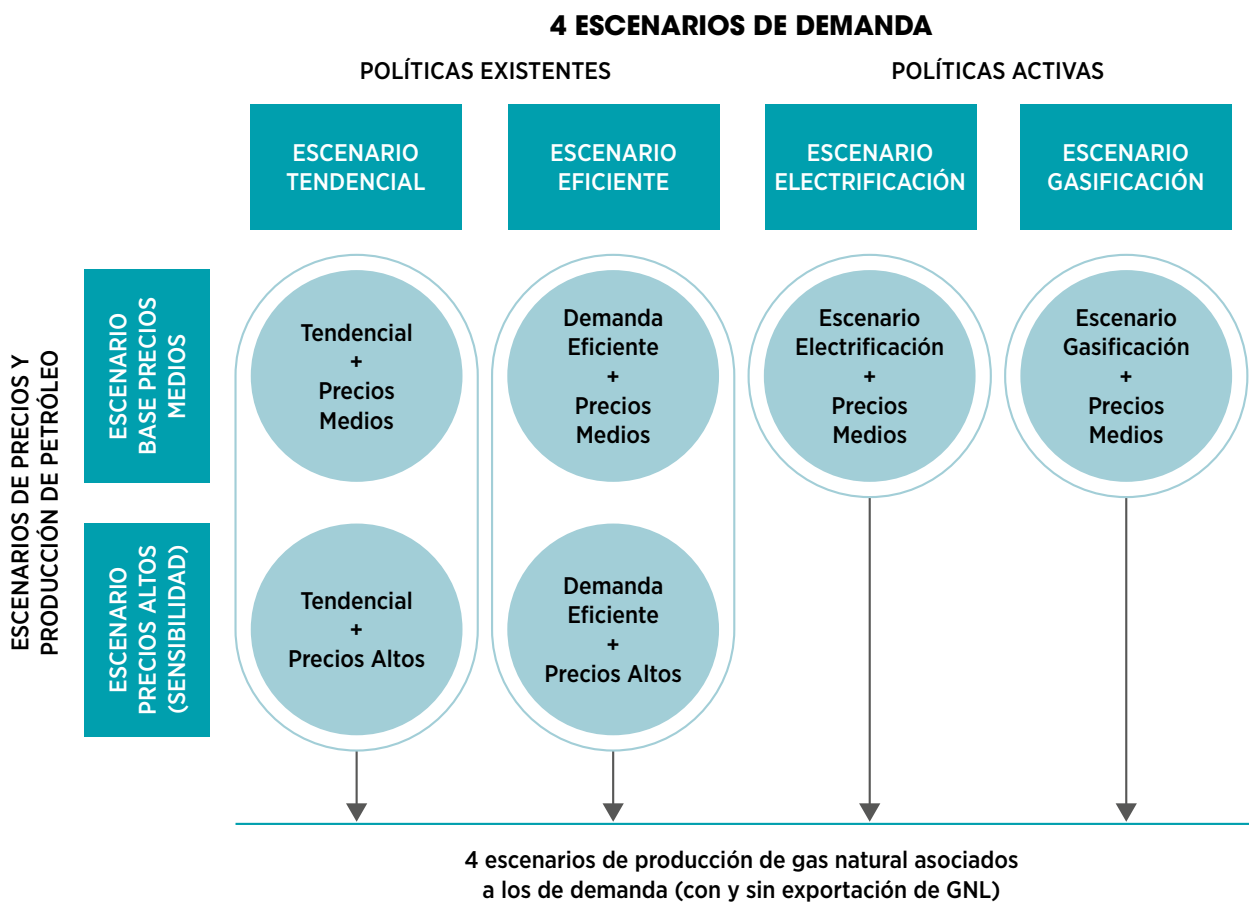 4 ESCENARIOS DE DEMANDA
POLÍTICAS EXISTENTES
POLÍTICAS ACTIVAS
ESCENARIO
TENDENCIAL
ESCENARIO
EFICIENTE
ESCENARIO
ELECTRIFICACIÓN
ESCENARIO
GASIFICACIÓN
ESCENARIOS DE PRECIOS Y
PRODUCCIÓN DE PETRÓLEO
ESCENARIO
BASE PRECIOS
MEDIOS
Tendencial
+
Precios
Medios
Demanda
Eficiente
+
Precios
Medios
Escenario
Electrificación
+
Precios
Medios
Escenario
Gasificación
+
Precios
Medios
ESCENARIO
PRECIOS ALTOS
(SENSIBILIDAD)
Tendencial
+
Precios Altos
Demanda
Eficiente
+
Precios Altos
4 escenarios de producción de gas natural asociados
a los de demanda (con y sin exportación de GNL)